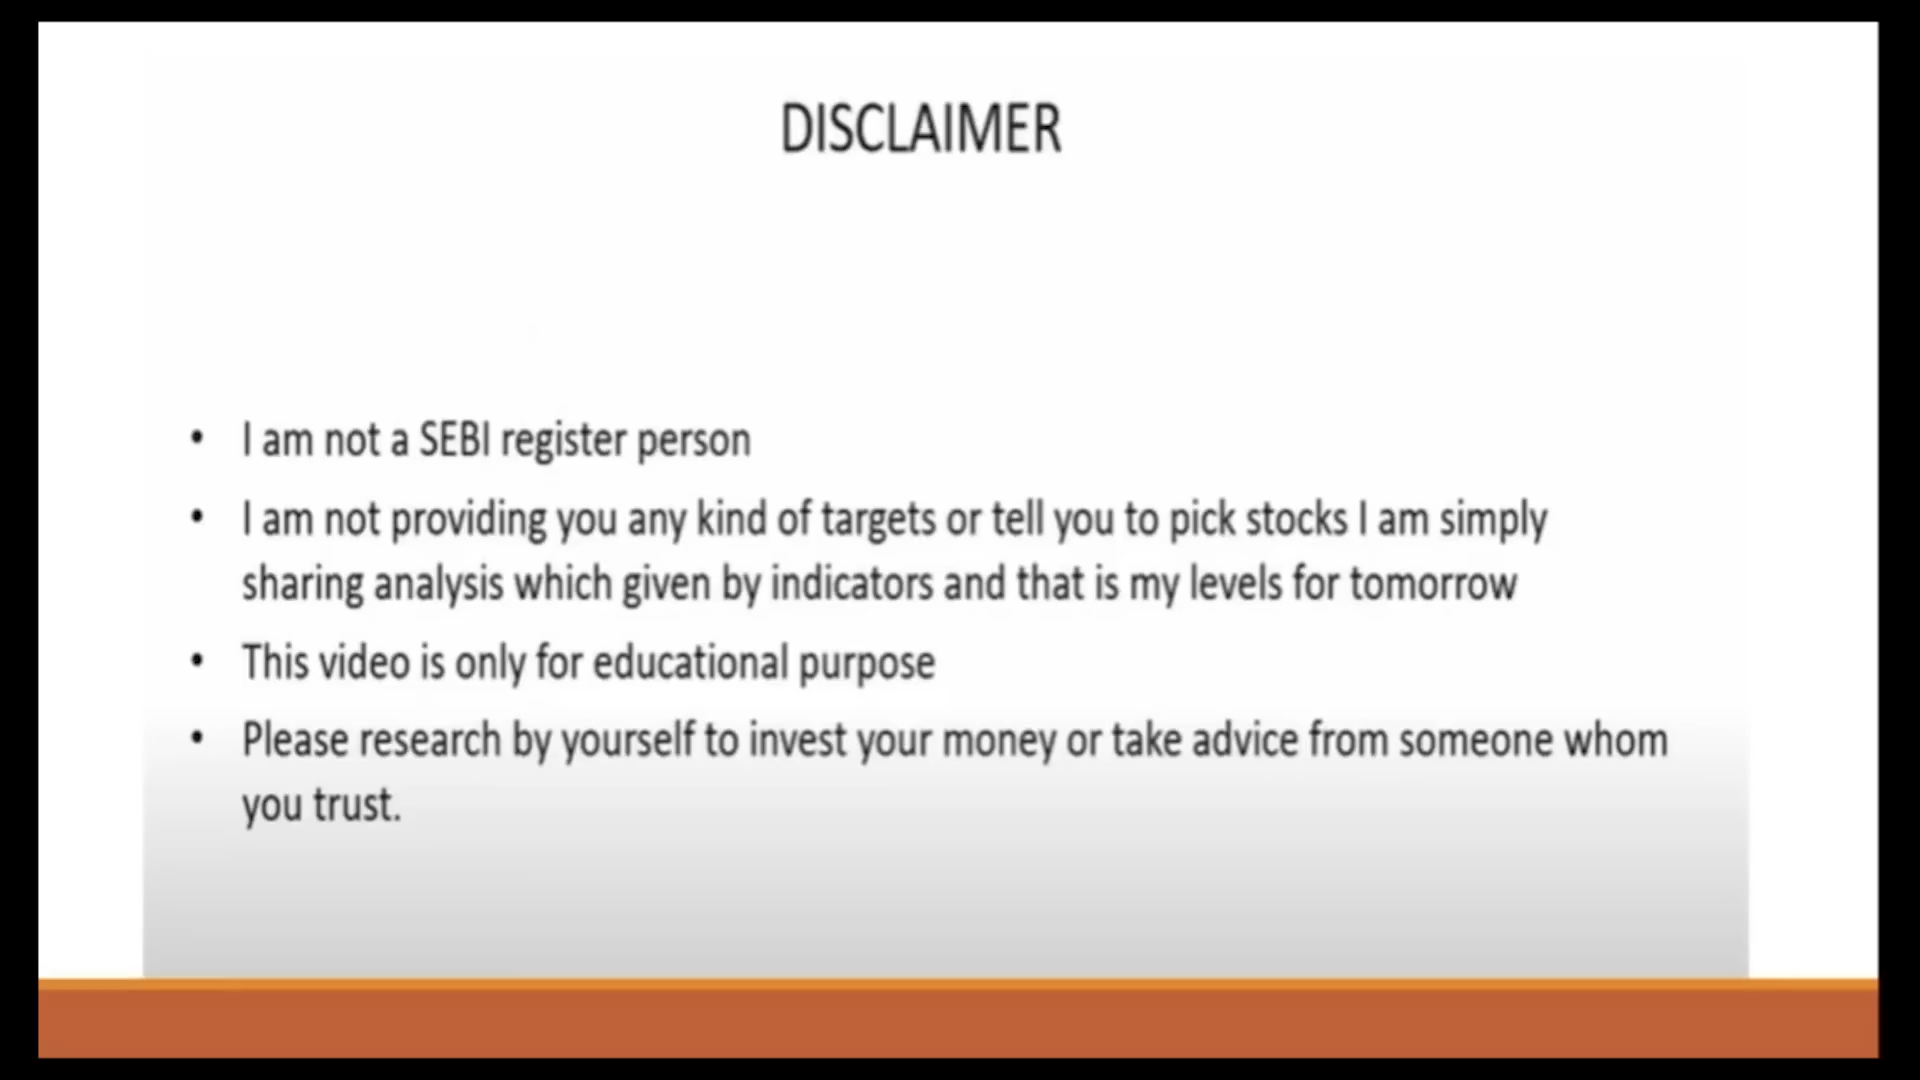 DISCLAIMER
• I am not a SEBI register person
• I am not providing you any kind of targets or tell you to pick stocks I am simply
sharing analysis which given by indicators and that is my levels for tomorrow
• This video is only for educational purpose
• Please research by yourself to invest your money or take advice from someone whom
you trust.